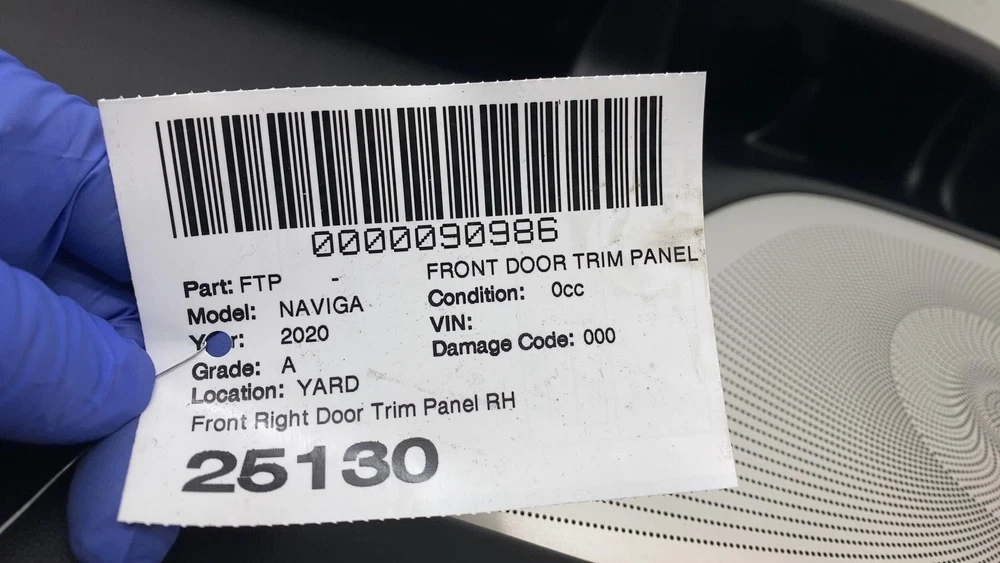 0000090986
Part: FTP - FRONT DOOR TRIM PANEL
Model: NAVIGA Condition: 0cc
2020 VIN:
Grade: A Damage Code: 000
Location: YARD
Front Right Door Trim Panel RH
25130